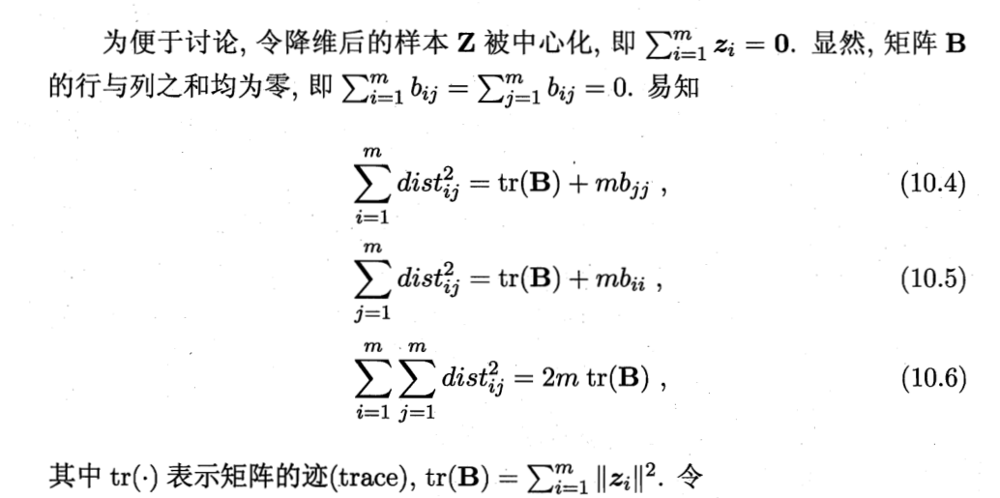 为便于讨论, 令降维后的样本 Z 被中心化, 即 $\sum_{i=1}^{m} \boldsymbol{z}_i = \mathbf{0}$. 显然, 矩阵 $\mathbf{B}$
的行与列之和均为零, 即 $\sum_{i=1}^{m} b_{ij} = \sum_{j=1}^{m} b_{ij} = 0$. 易知
$\sum_{i=1}^{m} dist_{ij}^2 = \mathrm{tr}(\mathbf{B}) + m b_{jj}$ , (10.4)
$\sum_{j=1}^{m} dist_{ij}^2 = \mathrm{tr}(\mathbf{B}) + m b_{ii}$ , (10.5)
$\sum_{i=1}^{m} \sum_{j=1}^{m} dist_{ij}^2 = 2m \, \mathrm{tr}(\mathbf{B})$ , (10.6)
其中 $\mathrm{tr}(\cdot)$ 表示矩阵的迹(trace), $\mathrm{tr}(\mathbf{B}) = \sum_{i=1}^{m} \|\boldsymbol{z}_i\|^2$. 令